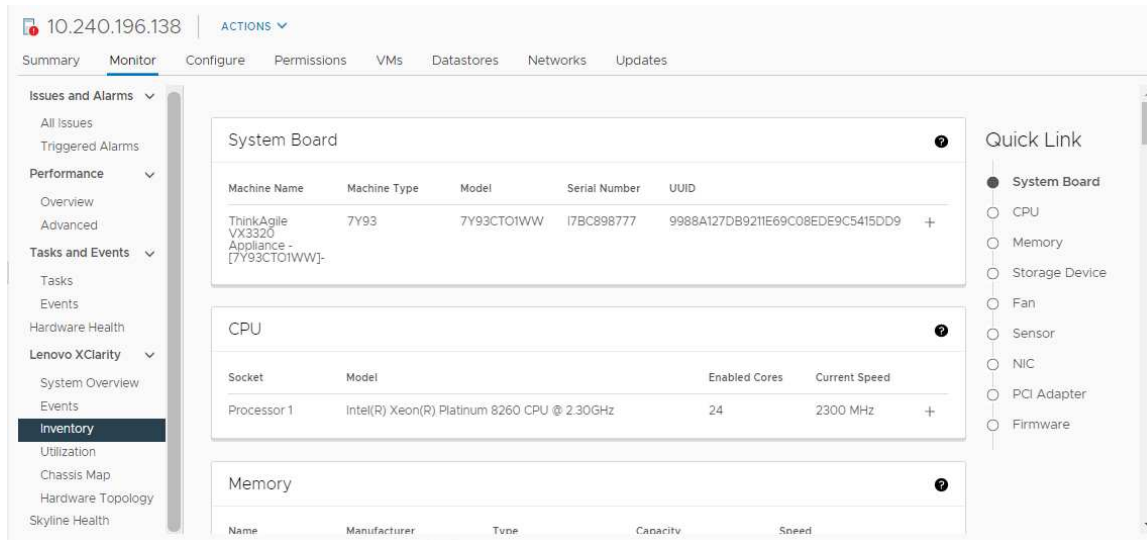 10.240.196.138 ACTIONS
Summary Monitor Configure Permissions VMs Datastores Networks Updates
Issues and Alarms
All Issues
Triggered Alarms
Performance
Overview
Advanced
Tasks and Events
Tasks
Events
Hardware Health
Lenovo XClarity
System Overview
Events
Inventory
Utilization
Chassis Map
Hardware Topology
Skyline Health
System Board
Machine Name Machine Type Model Serial Number UUID
ThinkAgile 7Y93 7Y93CTO1WW I7BC898777 9988A127DB9211E69C08EDE9C5415DD9 +
VX3320
Appliance -
[7Y93CTO1WW]-
CPU
Socket Model Enabled Cores Current Speed
Processor 1 Intel(R) Xeon(R) Platinum 8260 CPU @ 2.30GHz 24 2300 MHz +
Memory
Name Manufacturer Type Capacity Speed
Quick Link
System Board
CPU
Memory
Storage Device
Fan
Sensor
NIC
PCI Adapter
Firmware